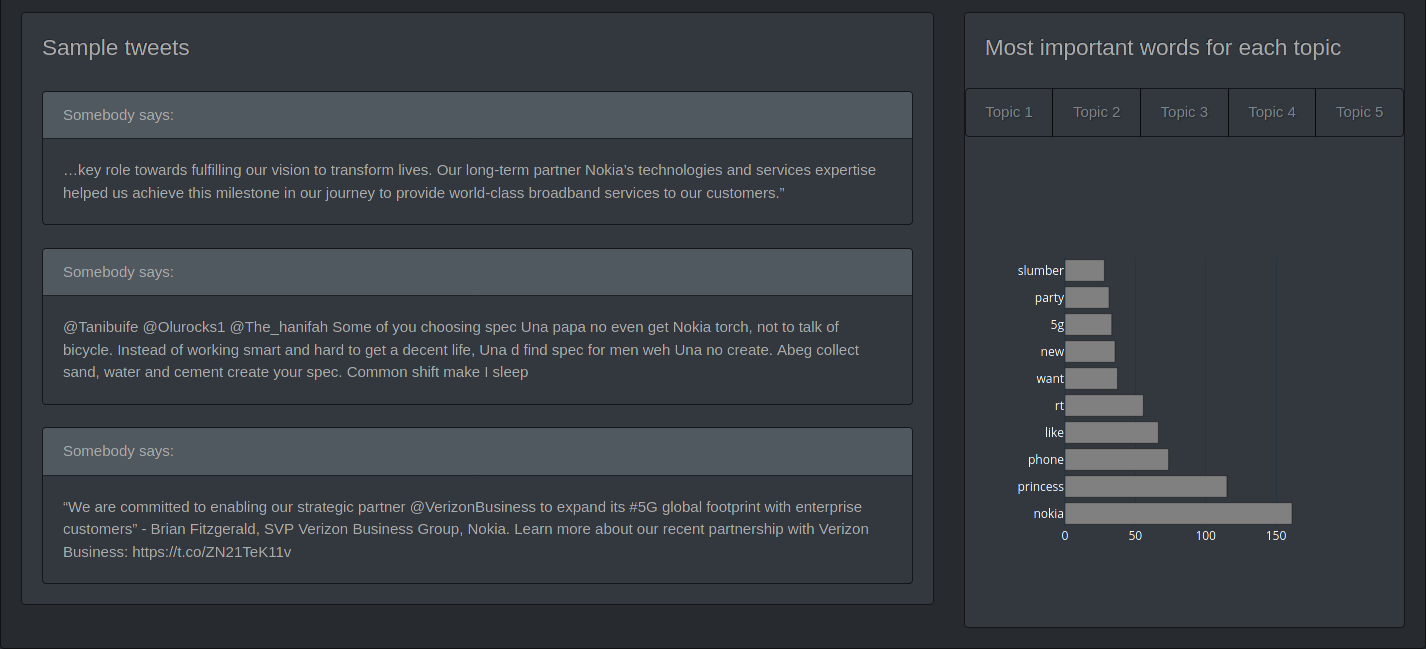 Sample tweets
Somebody says:
…key role towards fulfilling our vision to transform lives. Our long-term partner Nokia’s technologies and services expertise
helped us achieve this milestone in our journey to provide world-class broadband services to our customers.”
Somebody says:
@Tanibuife @Olurocks1 @The_hanifah Some of you choosing spec Una papa no even get Nokia torch, not to talk of
bicycle. Instead of working smart and hard to get a decent life, Una d find spec for men weh Una no create. Abeg collect
sand, water and cement create your spec. Common shift make I sleep
Somebody says:
“We are committed to enabling our strategic partner @VerizonBusiness to expand its #5G global footprint with enterprise
customers” - Brian Fitzgerald, SVP Verizon Business Group, Nokia. Learn more about our recent partnership with Verizon
Business: https://t.co/ZN21TeK11v
Most important words for each topic
Topic 1 Topic 2 Topic 3 Topic 4 Topic 5
slumber
party
5g
new
want
rt
like
phone
princess
nokia
0 50 100 150